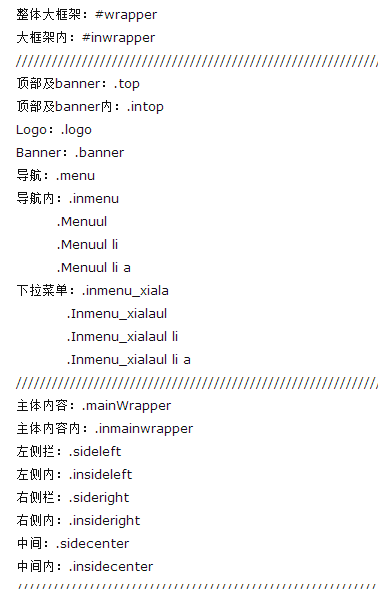 整体大框架：#wrapper
大框架内：#inwrapper
////////////////////////////////////////////////////////////
顶部及banner：.top
顶部及banner内：.intop
Logo：.logo
Banner：.banner
导航：.menu
导航内：.inmenu
.Menuul
.Menuul li
.Menuul li a
下拉菜单：.inmenu_xiala
.Inmenu_xialaul
.Inmenu_xialaul li
.Inmenu_xialaul li a
////////////////////////////////////////////////////////////
主体内容：.mainWrapper
主体内容内：.inmainwrapper
左侧拦：.sideleft
左侧内：.insideleft
右侧栏：.sideright
右侧内：.insideright
中间：.sidecenter
中间内：.insidecenter
////////////////////////////////////////////////////////////